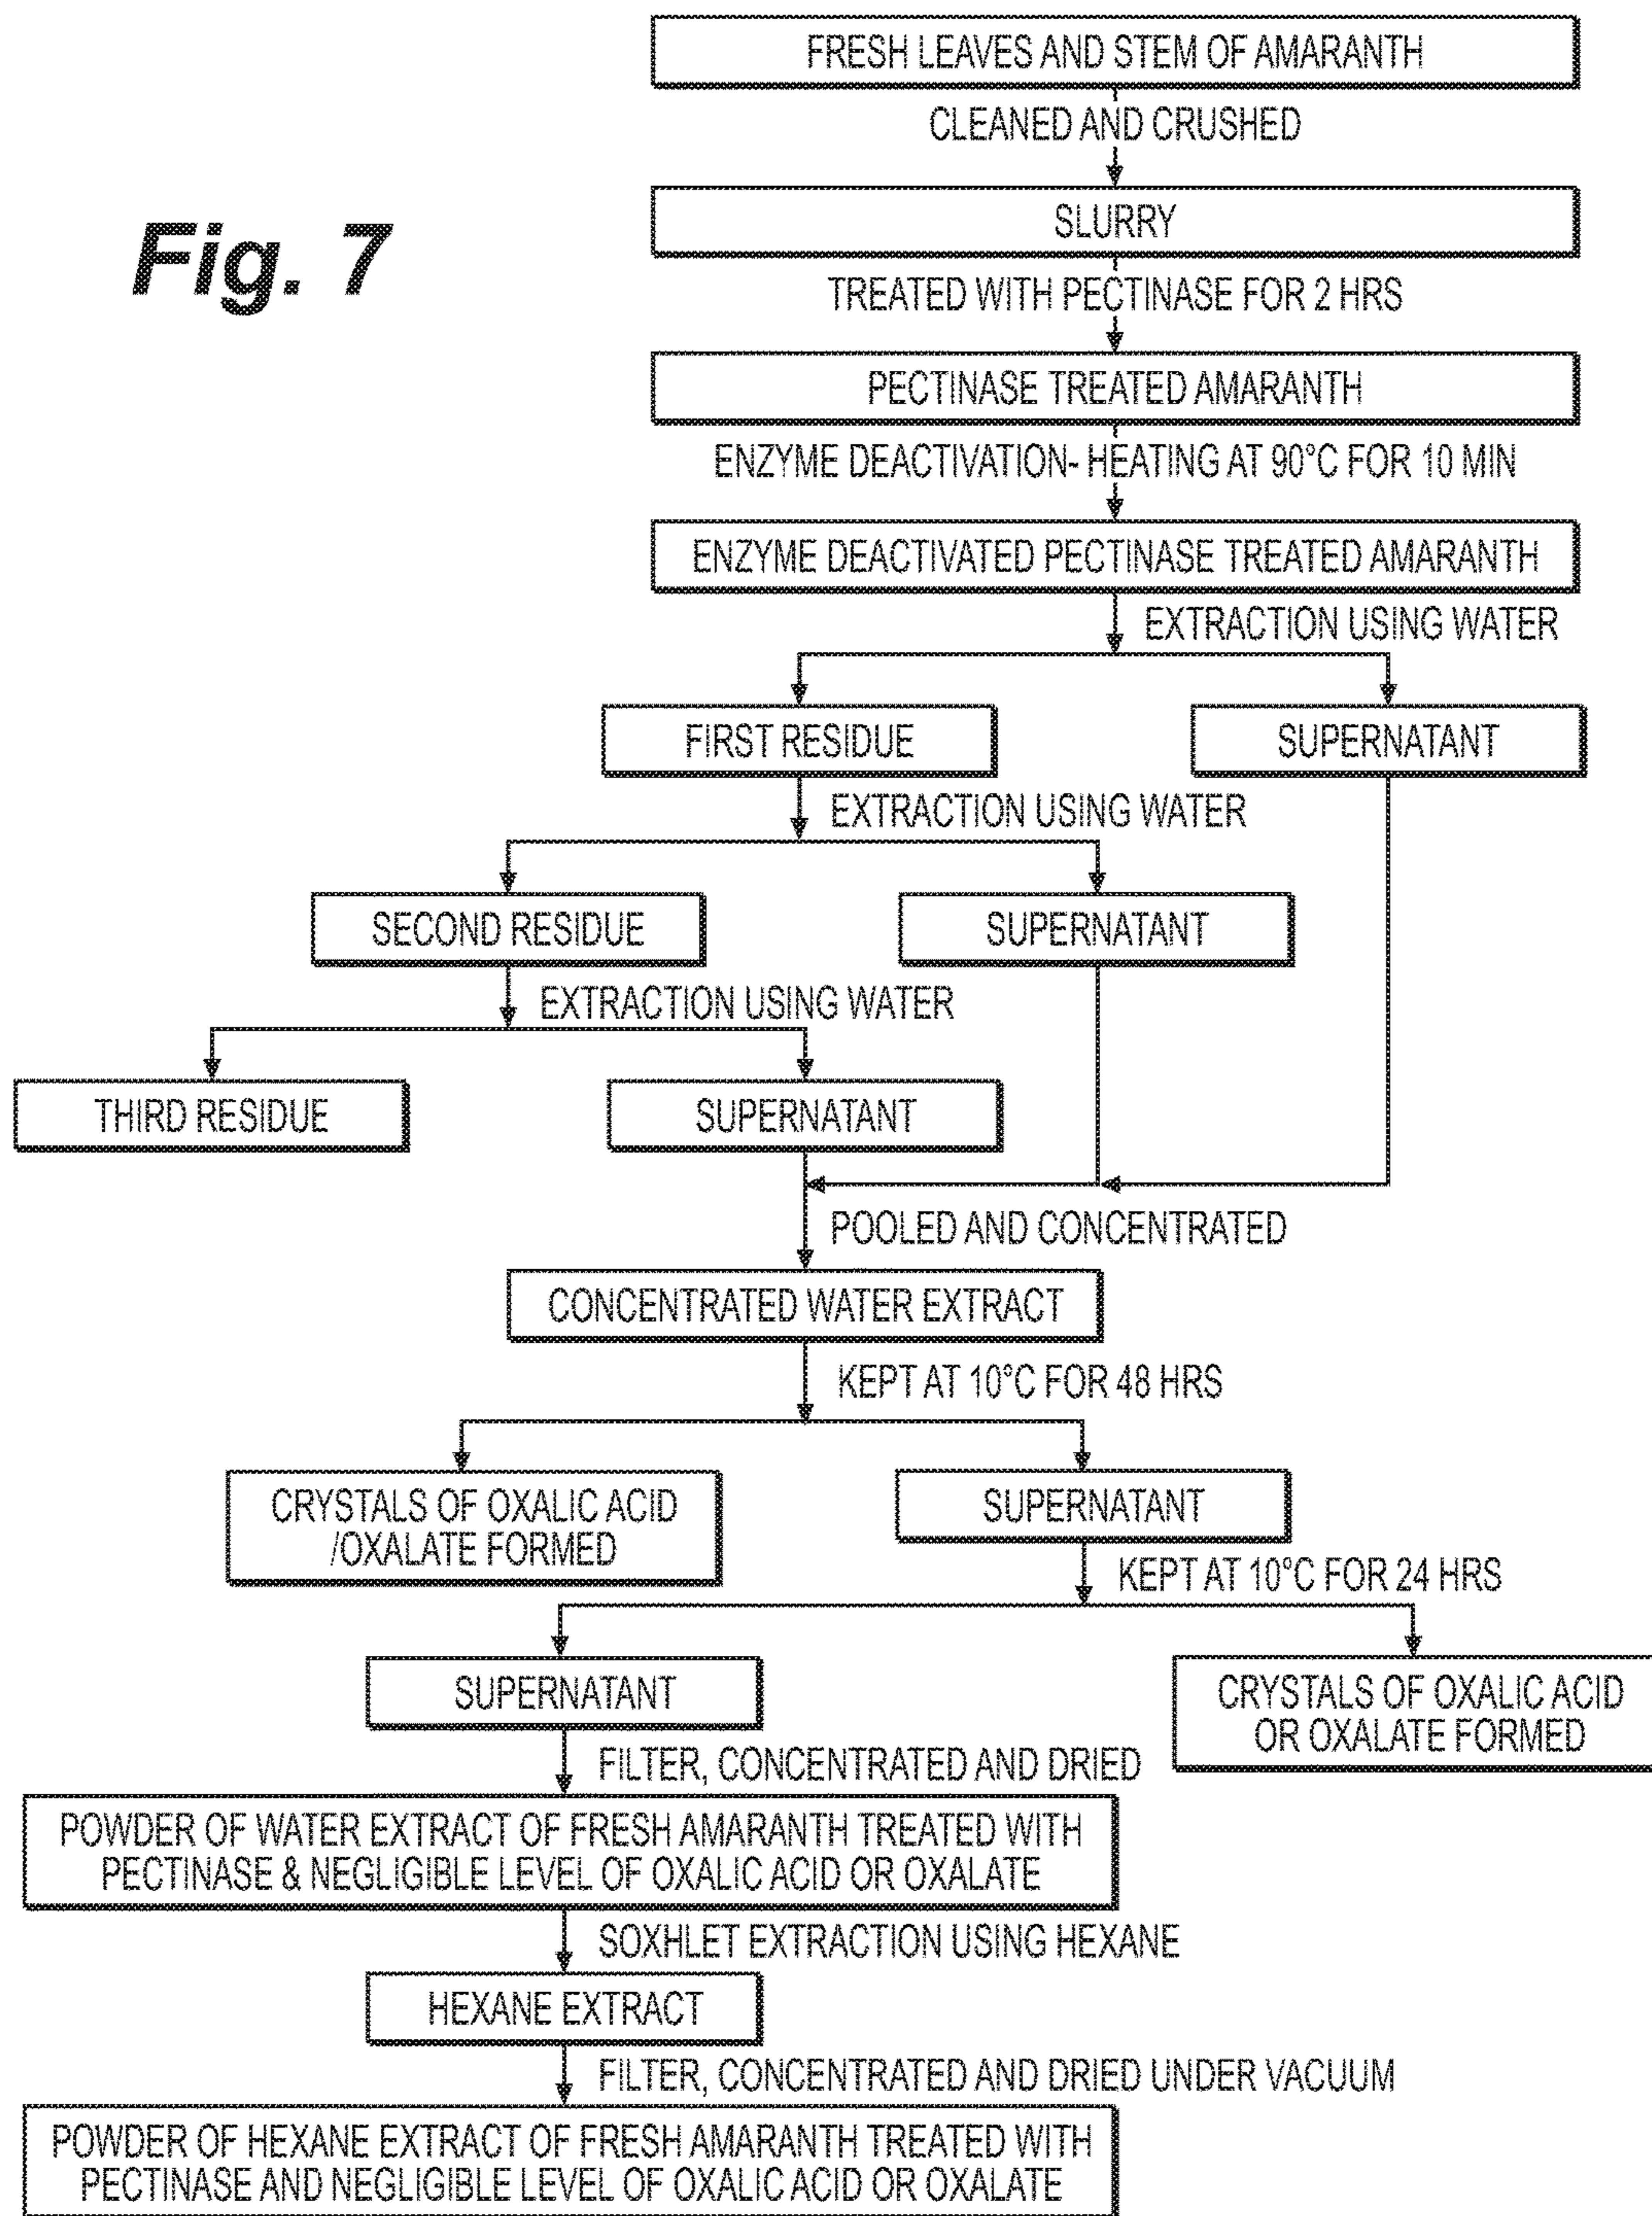 FRESH LEAVES AND STEM OF AMARANTH
CLEANED AND CRUSHED
Fig. 7
SLURRY
TREATED WITH PECTINASE FOR 2 HRS
PECTINASE TREATED AMARANTH
ENZYME DEACTIVATION- HEATING AT 90°C FOR 10 MIN
ENZYME DEACTIVATED PECTINASE TREATED AMARANTH
EXTRACTION USING WATER
FIRST RESIDUE
SUPERNATANT
EXTRACTION USING WATER
SECOND RESIDUE
SUPERNATANT
EXTRACTION USING WATER
THIRD RESIDUE
SUPERNATANT
POOLED AND CONCENTRATED
CONCENTRATED WATER EXTRACT
KEPT AT 10°C FOR 48 HRS
CRYSTALS OF OXALIC ACID
/OXALATE FORMED
SUPERNATANT
KEPT AT 10°C FOR 24 HRS
SUPERNATANT
CRYSTALS OF OXALIC ACID
OR OXALATE FORMED
FILTER, CONCENTRATED AND DRIED
POWDER OF WATER EXTRACT OF FRESH AMARANTH TREATED WITH
PECTINASE & NEGLIGIBLE LEVEL OF OXALIC ACID OR OXALATE
SOXHLET EXTRACTION USING HEXANE
HEXANE EXTRACT
FILTER, CONCENTRATED AND DRIED UNDER VACUUM
POWDER OF HEXANE EXTRACT OF FRESH AMARANTH TREATED WITH
PECTINASE AND NEGLIGIBLE LEVEL OF OXALIC ACID OR OXALATE